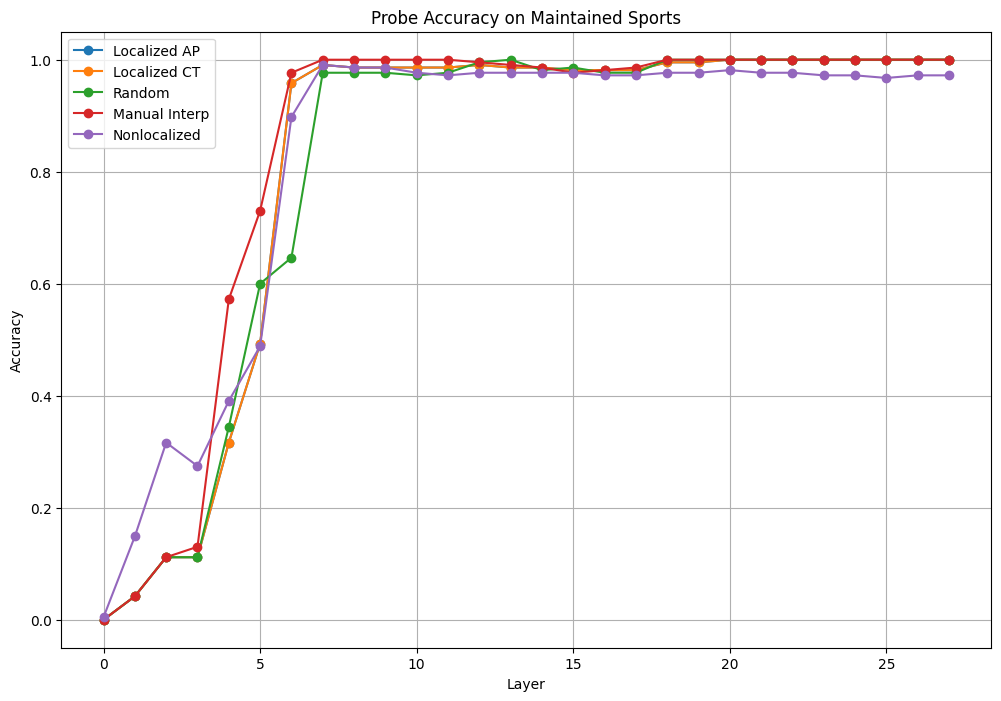 Probe Accuracy on Maintained Sports
Localized AP
Localized CT
Random
Manual Interp
Nonlocalized
1.0
0.8
0.6
0.4
0.2
0.0
Accuracy
0 5 10 15 20 25
Layer